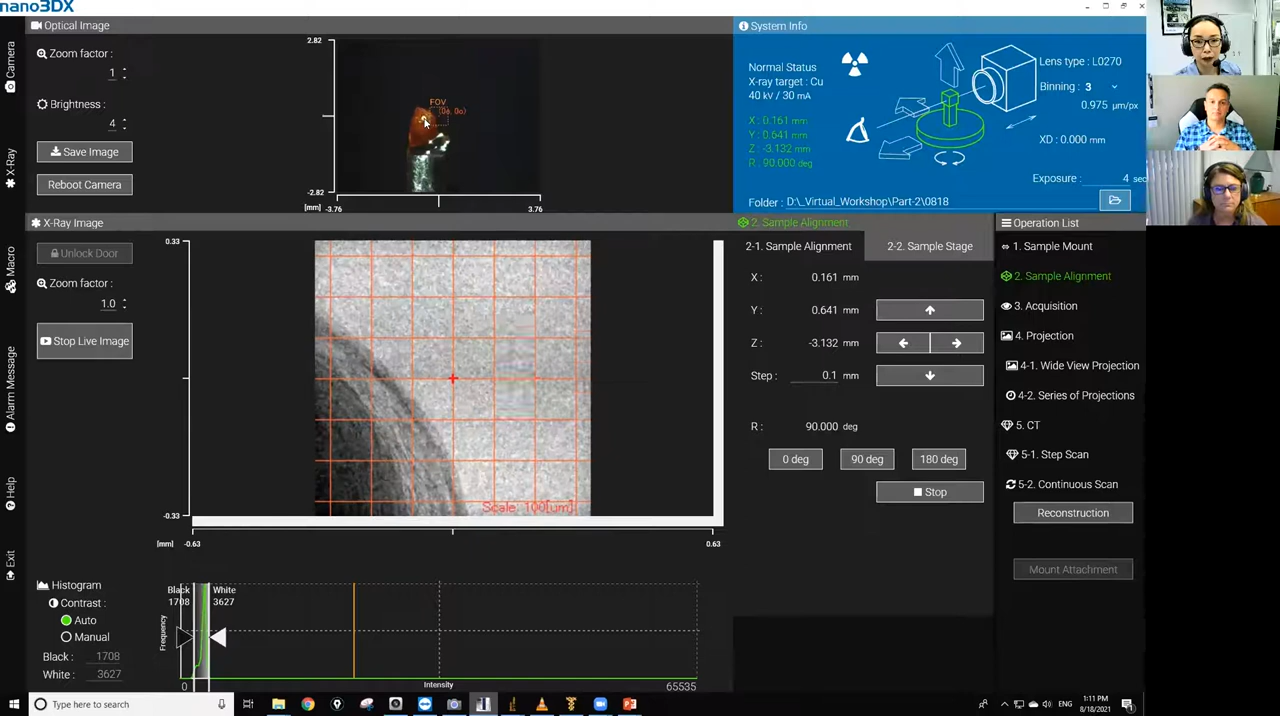 nano3DX
Optical Image
Zoom factor :
1
Brightness :
4
Save Image
Reboot Camera
2.82
-2.82
[mm]
-3.76
3.76
FOV
System Info
Normal Status
X-ray target : Cu
40 kV / 30 mA
X : 0.161 mm
Y : 0.641 mm
Z : -3.132 mm
R : 90.000 deg
Lens type : L0270
Binning : 3
0.975 μm/px
XD : 0.000 mm
Exposure : 4 sec
Folder : D:\_Virtual_Workshop\Part-2\0818
Camera
X-Ray
Macro
Alarm Message
Help
Exit
X-Ray Image
Unlock Door
Zoom factor :
1.0
Stop Live Image
0.33
-0.33
[mm]
-0.63
0.63
Scale: 100[um]
2. Sample Alignment
2-1. Sample Alignment
2-2. Sample Stage
X : 0.161 mm
Y : 0.641 mm
Z : -3.132 mm
Step : 0.1 mm
R : 90.000 deg
0 deg
90 deg
180 deg
Stop
Operation List
1. Sample Mount
2. Sample Alignment
3. Acquisition
4. Projection
4-1. Wide View Projection
4-2. Series of Projections
5. CT
5-1. Step Scan
5-2. Continuous Scan
Reconstruction
Mount Attachment
Histogram
Contrast :
Auto
Manual
Black : 1708
White : 3627
Black
1708
White
3627
Frequency
0
Intensity
65535
Type here to search
ENG
1:11 PM
8/18/2021